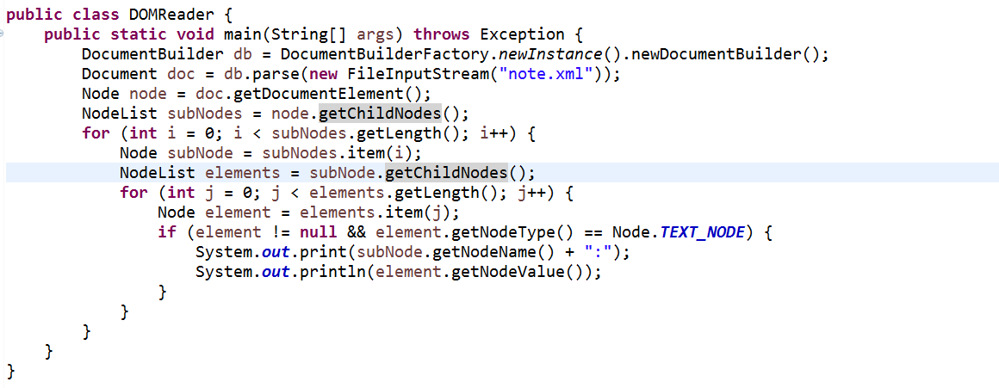 public class DOMReader {
    public static void main(String[] args) throws Exception {
        DocumentBuilder db = DocumentBuilderFactory.newInstance().newDocumentBuilder();
        Document doc = db.parse(new FileInputStream("note.xml"));
        Node node = doc.getDocumentElement();
        NodeList subNodes = node.getChildNodes();
        for (int i = 0; i < subNodes.getLength(); i++) {
            Node subNode = subNodes.item(i);
            NodeList elements = subNode.getChildNodes();
            for (int j = 0; j < elements.getLength(); j++) {
                Node element = elements.item(j);
                if (element != null && element.getNodeType() == Node.TEXT_NODE) {
                    System.out.print(subNode.getNodeName() + ":");
                    System.out.println(element.getNodeValue());
                }
            }
        }
    }
}